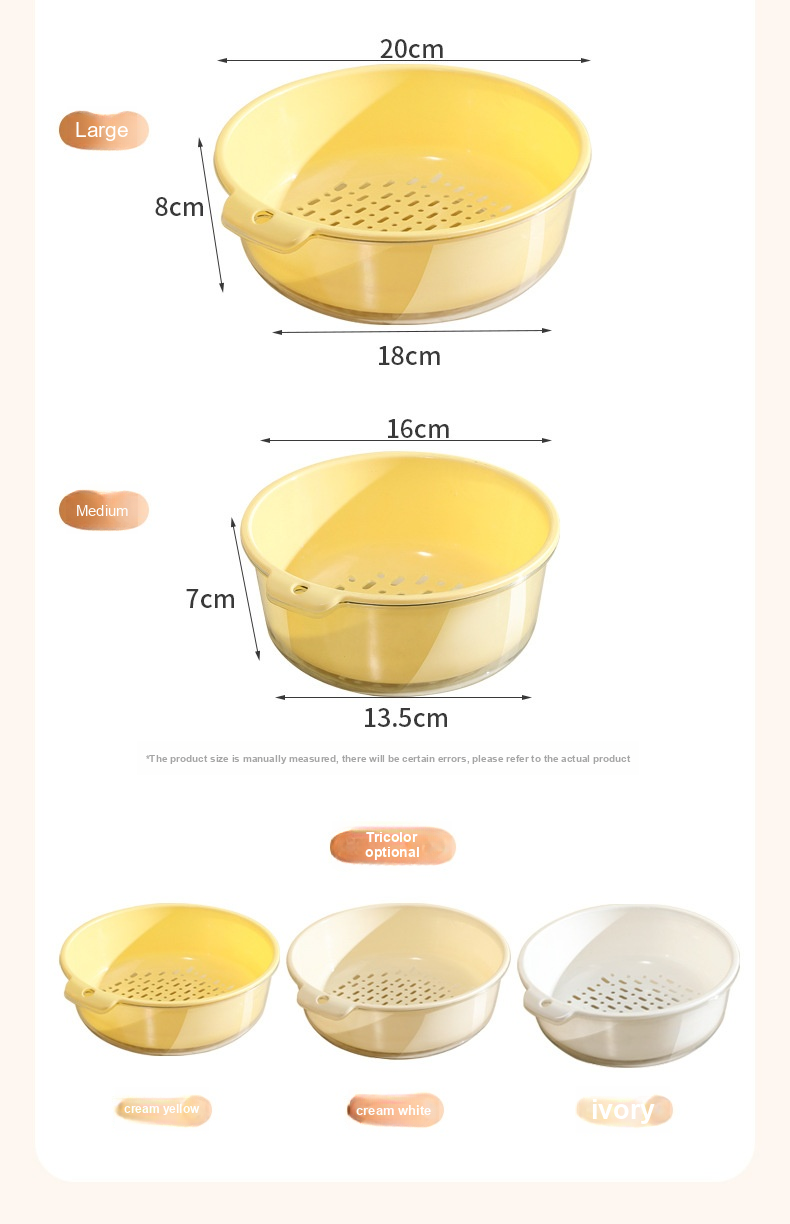 20cm
Large
8cm
18cm
16cm
Medium
7cm
13.5cm
*The product size is manually measured, there will be certain errors, please refer to the actual product
Tricolor
optional
cream yellow
cream white
ivory